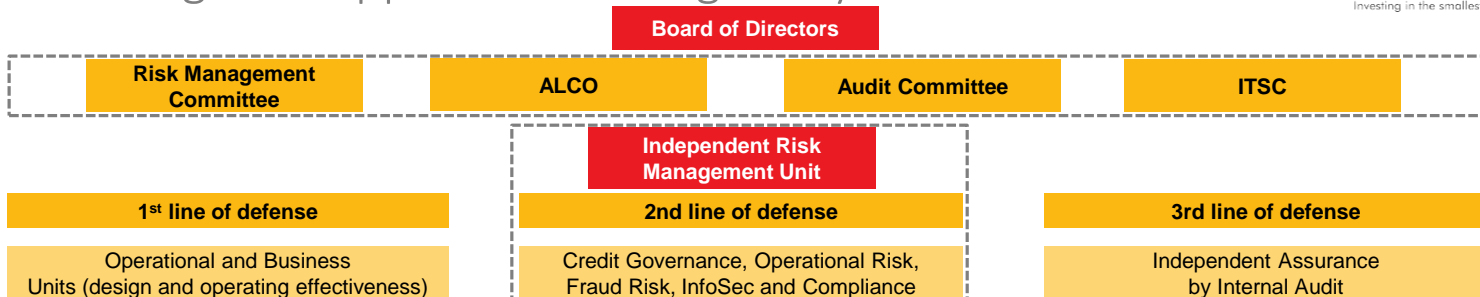 Investing in the smalles
Board of Directors
Risk Management
Committee
ALCO
Audit Committee
ITSC
Independent Risk
Management Unit
1st line of defense
2nd line of defense
3rd line of defense
Operational and Business
Units (design and operating effectiveness)
Credit Governance, Operational Risk,
Fraud Risk, InfoSec and Compliance
Independent Assurance
by Internal Audit